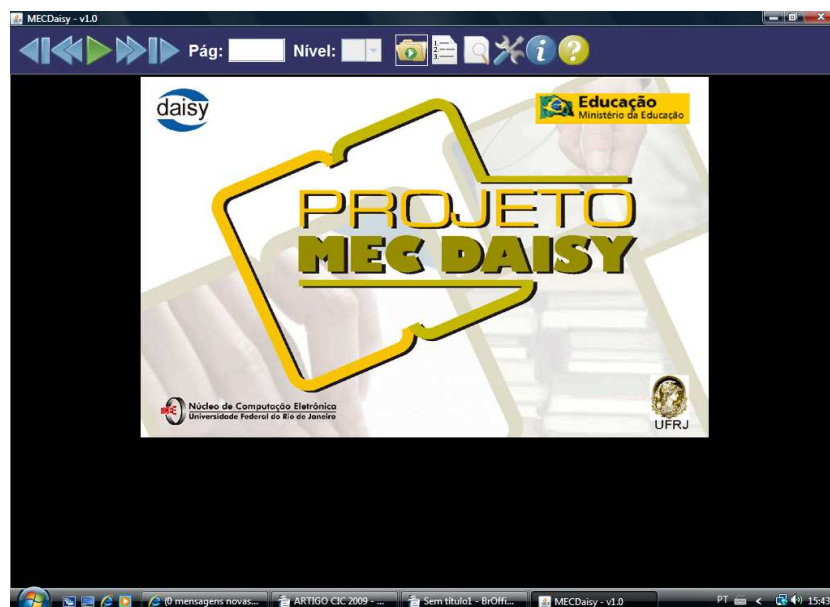 MECDaisy - v1.0
Pág:
Nível:
daisy
Educação
Ministério da Educação
PROJETO
MEC DAISY
Núcleo de Computação Eletrônica
Universidade Federal do Rio de Janeiro
UFRJ
(0 mensagens novas...
ARTIGO CIC 2009 - ...
Sem título1 - BrOffi...
MECDaisy - v1.0
PT
15:43